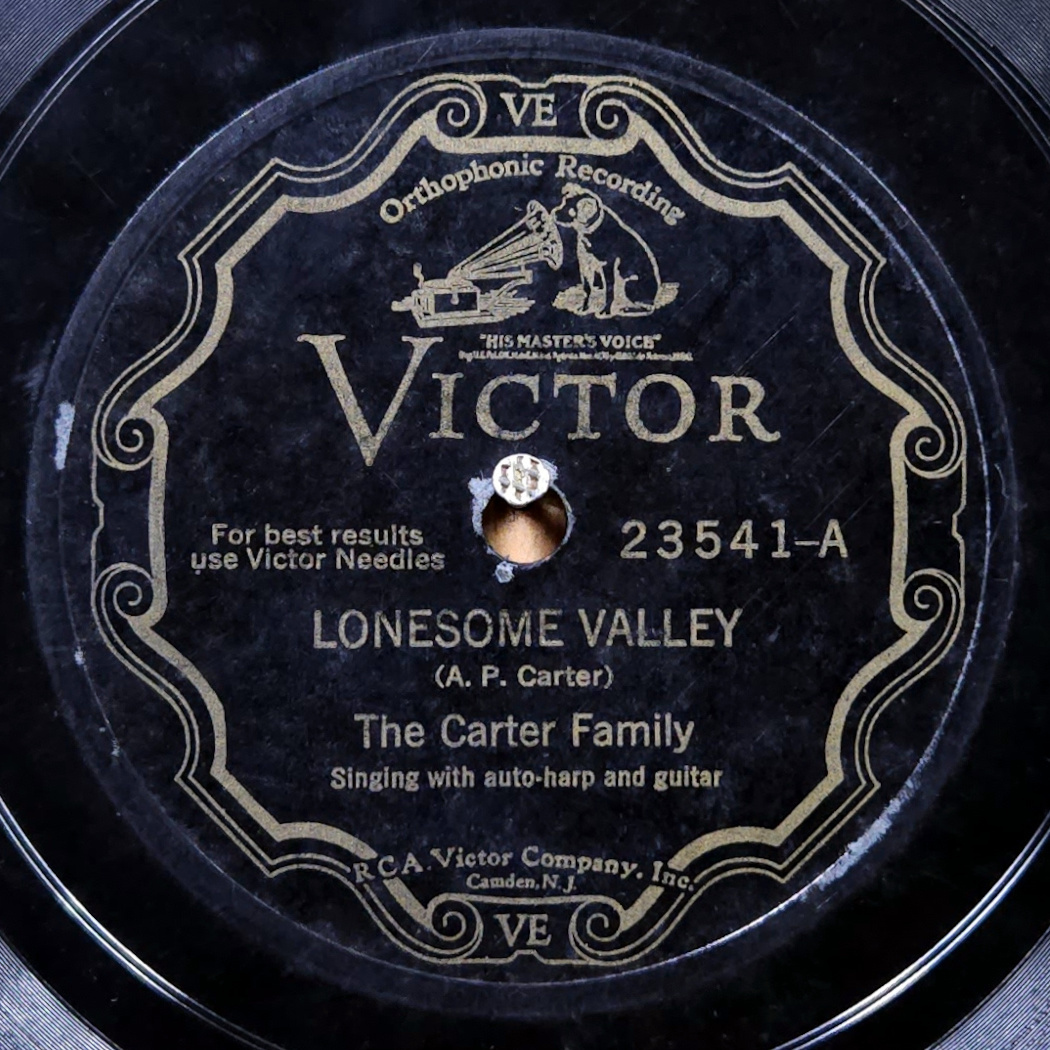 VE
Orthophonic Recording
"HIS MASTER'S VOICE"
VICTOR
For best results
use Victor Needles
23541-A
LONESOME VALLEY
(A. P. Carter)
The Carter Family
Singing with auto-harp and guitar
RCA Victor Company, Inc.
Camden, N. J.
VE